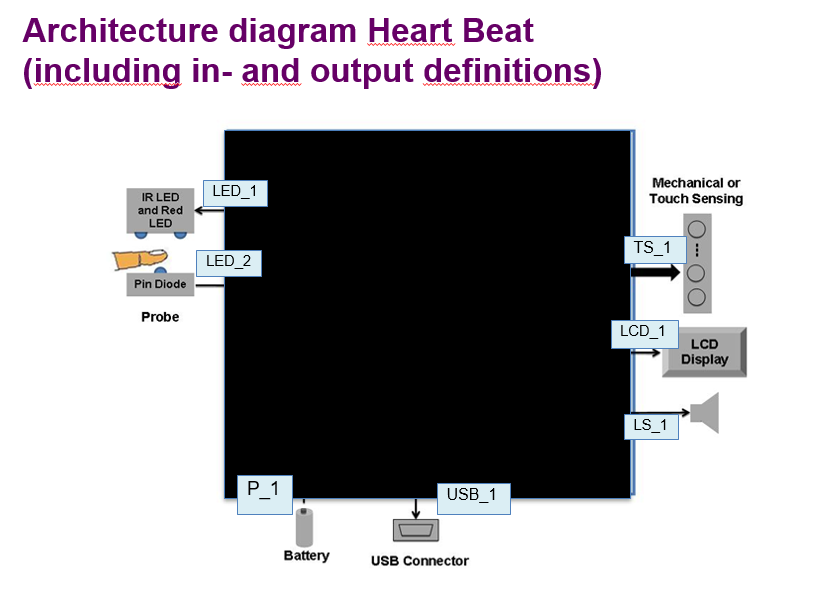 Architecture diagram Heart Beat
(including in- and output definitions)
LED_1
IR LED
and Red
LED
LED_2
Pin Diode
Probe
Mechanical or
Touch Sensing
TS_1
LCD_1
LCD
Display
LS_1
P_1
USB_1
Battery
USB Connector